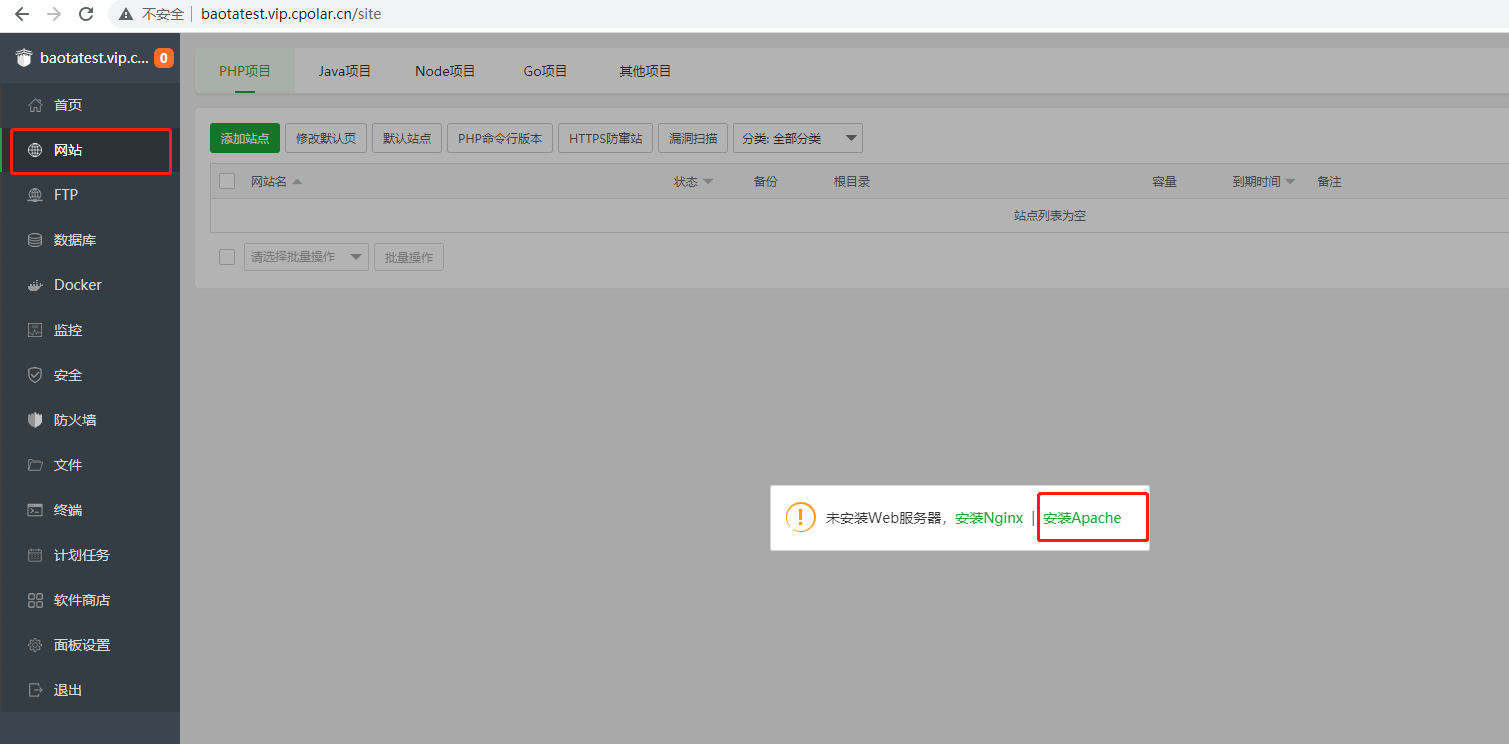 不安全 | baotatest.vip.cpolar.cn/site
baotatest.vip.c... 0
首页
网站
FTP
数据库
Docker
监控
安全
防火墙
文件
终端
计划任务
软件商店
面板设置
退出
PHP项目 Java项目 Node项目 Go项目 其他项目
添加站点 修改默认页 默认站点 PHP命令行版本 HTTPS防窜站 漏洞扫描 分类: 全部分类
网站名 状态 备份 根目录 容量 到期时间 备注
站点列表为空
请选择批量操作 批量操作
未安装Web服务器，安装Nginx | 安装Apache